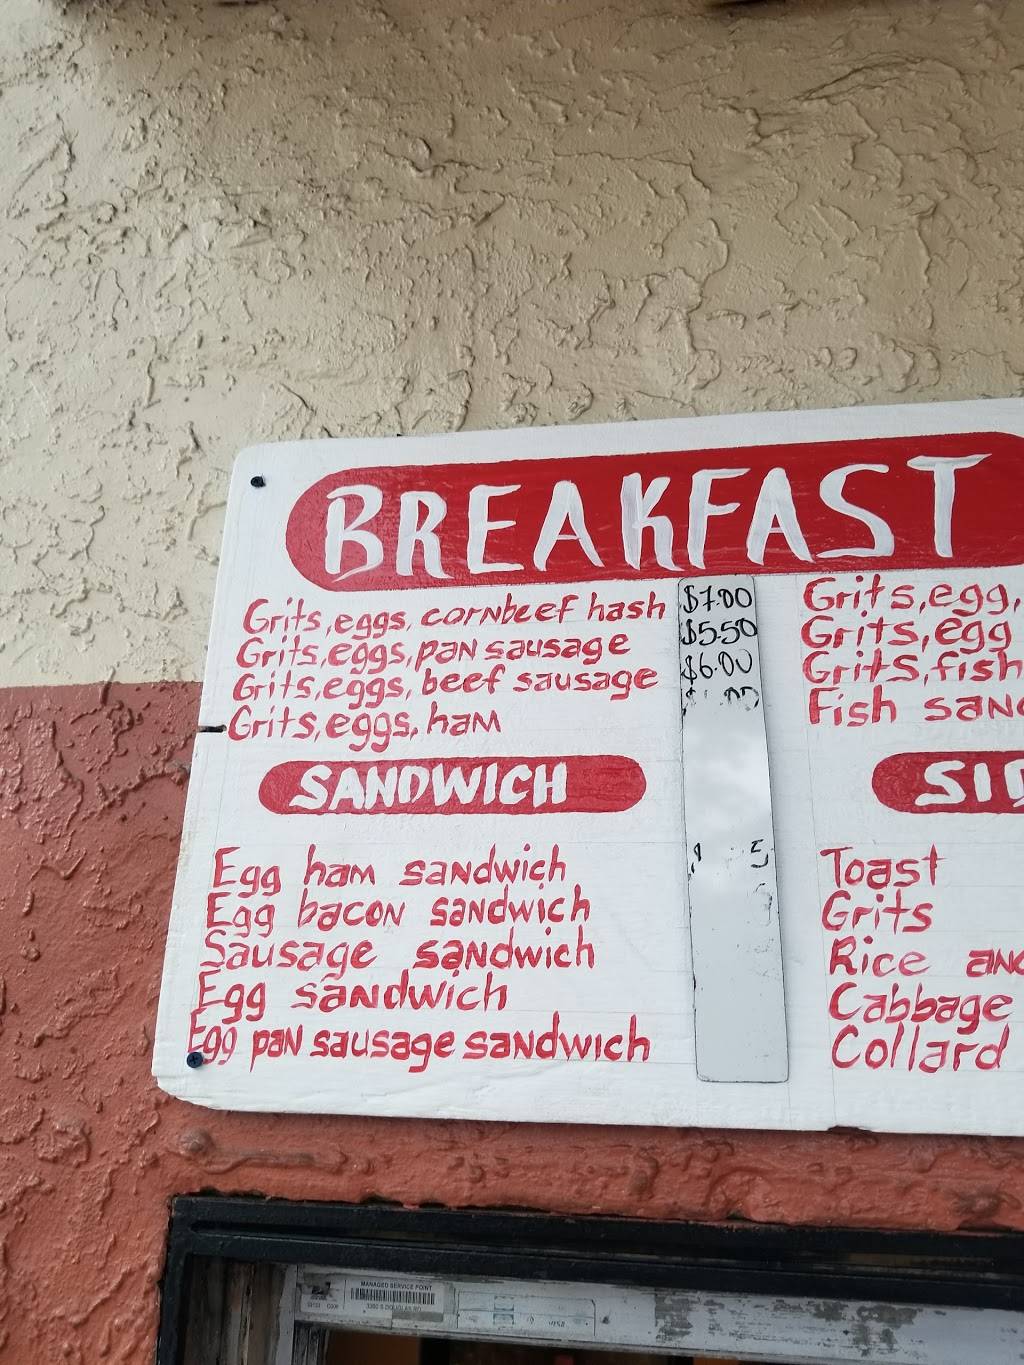 BREAKFAST
Grits, eggs, cornbeef hash $7.00
Grits, eggs, pan sausage $5.50
Grits, eggs, beef sausage $6.00
Grits, eggs, ham
SANDWICH
Egg ham sandwich
Egg bacon sandwich
Sausage sandwich
Egg sandwich
Egg pan sausage sandwich
Grits, egg,
Grits, egg
Grits, fish
Fish
Toast
Grits
Rice
Cabbage
Collard
MANAGED SERVICE POINT